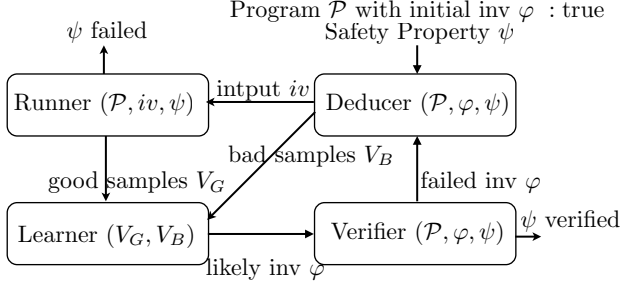 Program 𝒫 with initial inv φ : true
Safety Property ψ
ψ failed
Runner (𝒫, iv, ψ)
intput iv
Deducer (𝒫, φ, ψ)
bad samples V_B
good samples V_G
failed inv φ
Learner (V_G, V_B)
Verifier (𝒫, φ, ψ)
ψ verified
likely inv φ